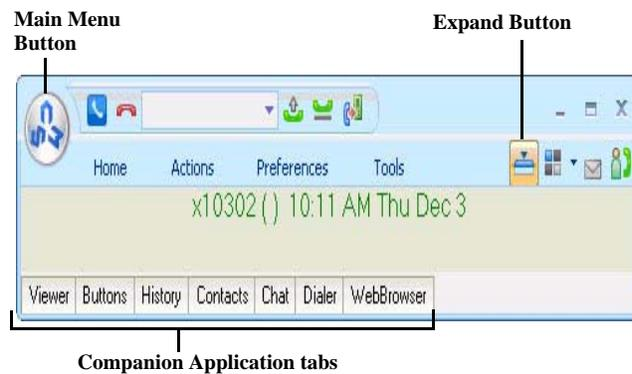 Main Menu
Button
Expand Button
Home Actions Preferences Tools
x10302 ( ) 10:11 AM Thu Dec 3
Viewer Buttons History Contacts Chat Dialer WebBrowser
Companion Application tabs